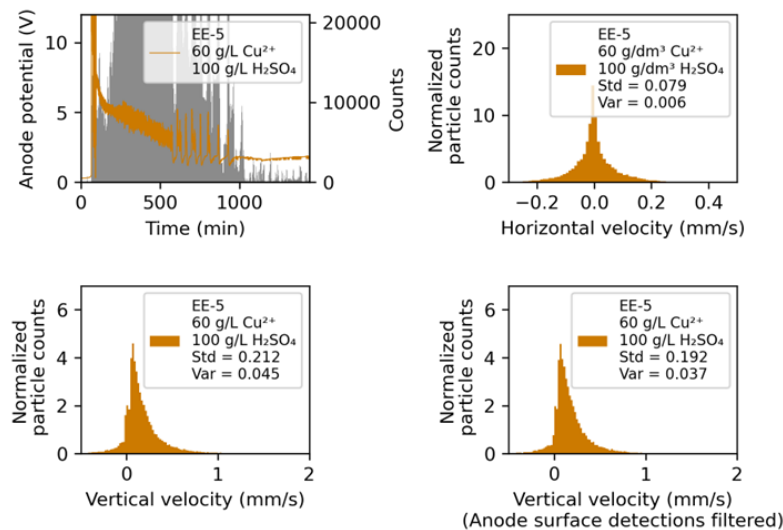 Anode potential (V)
10
5
0
EE-5
60 g/L Cu²⁺
100 g/L H₂SO₄
20000
10000
0
Counts
0
500
1000
Time (min)
Normalized
particle counts
20
10
0
EE-5
60 g/dm³ Cu²⁺
100 g/dm³ H₂SO₄
Std = 0.079
Var = 0.006
−0.2
0.0
0.2
0.4
Horizontal velocity (mm/s)
Normalized
particle counts
6
4
2
0
EE-5
60 g/L Cu²⁺
100 g/L H₂SO₄
Std = 0.212
Var = 0.045
0
1
2
Vertical velocity (mm/s)
Normalized
particle counts
6
4
2
0
EE-5
60 g/L Cu²⁺
100 g/L H₂SO₄
Std = 0.192
Var = 0.037
0
1
2
Vertical velocity (mm/s)
(Anode surface detections filtered)